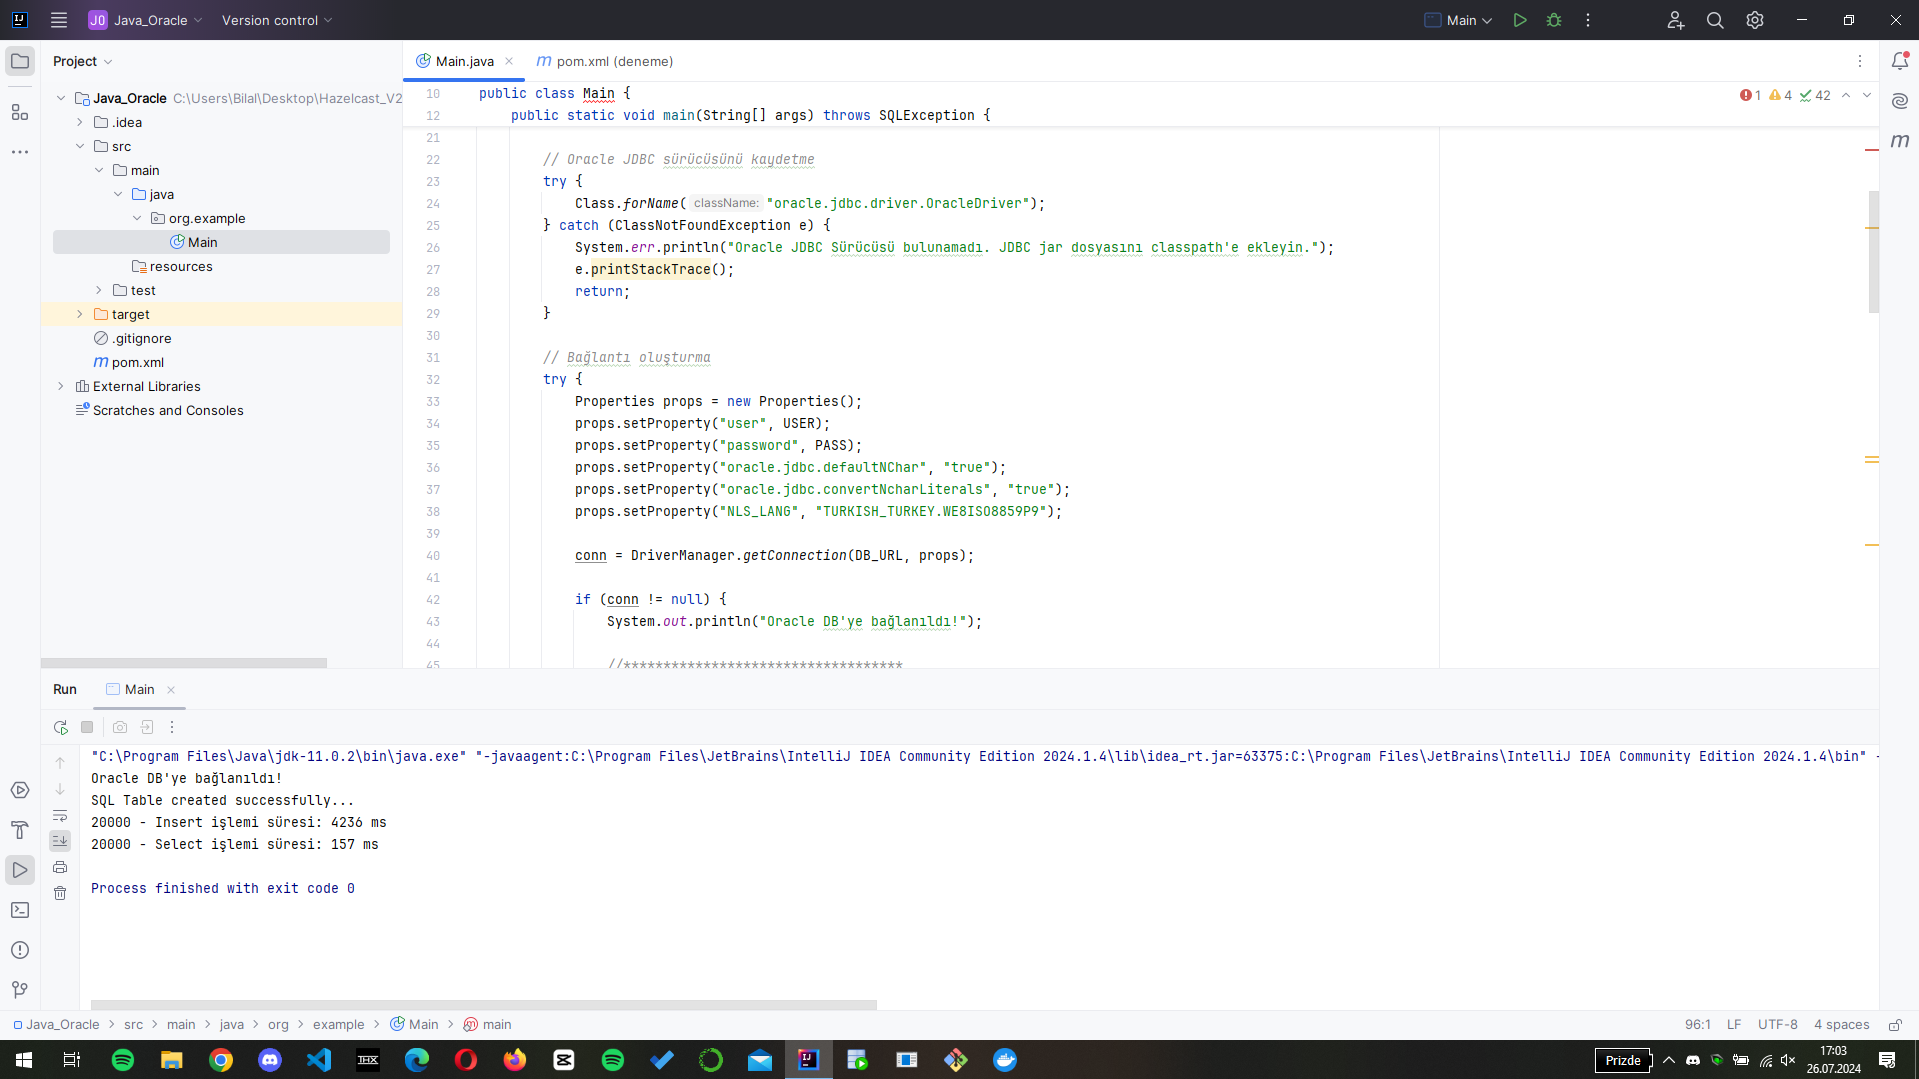 JO Java_Oracle Version control Main
Project
Main.java pom.xml (deneme)
Java_Oracle C:\Users\Bilal\Desktop\Hazelcast_V2
.idea
src
main
java
org.example
Main
resources
test
target
.gitignore
pom.xml
External Libraries
Scratches and Consoles
1 4 42
10 public class Main {
12 public static void main(String[] args) throws SQLException {
21
22 // Oracle JDBC sürücüsünü kaydetme
23 try {
24 Class.forName( className: "oracle.jdbc.driver.OracleDriver");
25 } catch (ClassNotFoundException e) {
26 System.err.println("Oracle JDBC Sürücüsü bulunamadı. JDBC jar dosyasını classpath'e ekleyin.");
27 e.printStackTrace();
28 return;
29 }
30
31 // Bağlantı oluşturma
32 try {
33 Properties props = new Properties();
34 props.setProperty("user", USER);
35 props.setProperty("password", PASS);
36 props.setProperty("oracle.jdbc.defaultNChar", "true");
37 props.setProperty("oracle.jdbc.convertNcharLiterals", "true");
38 props.setProperty("NLS_LANG", "TURKISH_TURKEY.WE8ISO8859P9");
39
40 conn = DriverManager.getConnection(DB_URL, props);
41
42 if (conn != null) {
43 System.out.println("Oracle DB'ye bağlanıldı!");
44
45 //***********************************
Run Main
"C:\Program Files\Java\jdk-11.0.2\bin\java.exe" "-javaagent:C:\Program Files\JetBrains\IntelliJ IDEA Community Edition 2024.1.4\lib\idea_rt.jar=63375:C:\Program Files\JetBrains\IntelliJ IDEA Community Edition 2024.1.4\bin" -
Oracle DB'ye bağlanıldı!
SQL Table created successfully...
20000 - Insert işlemi süresi: 4236 ms
20000 - Select işlemi süresi: 157 ms
Process finished with exit code 0
Java_Oracle > src > main > java > org > example > Main > main
96:1 LF UTF-8 4 spaces
THX
Prizde
17:03
26.07.2024